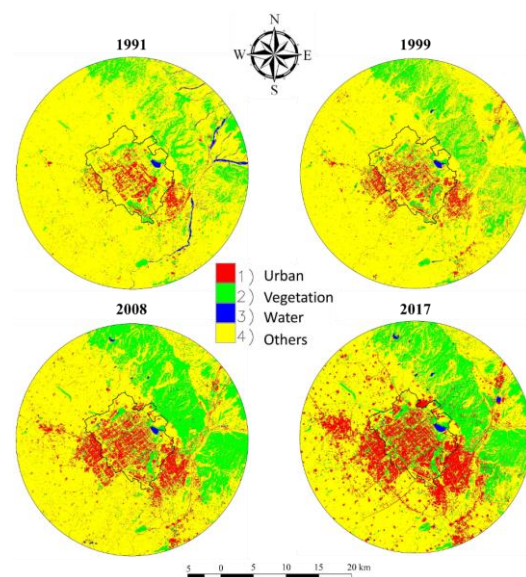 N
1991
1999
W E
S
1) Urban
2) Vegetation
3) Water
4) Others
2008
2017
5 0 5 10 15 20 km